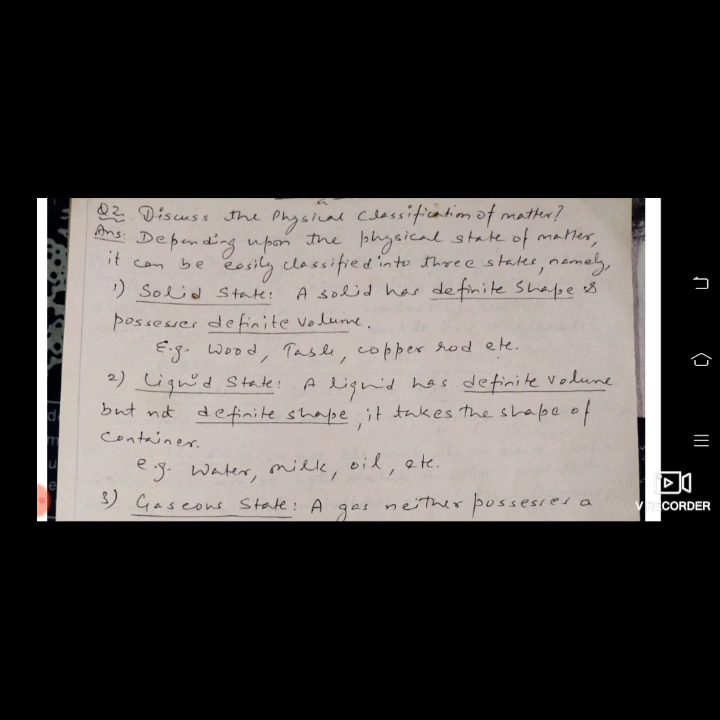 Q2 Discuss the Physical Classification of matter?
Ans: Depending upon the physical state of matter,
it can be easily classified into three states, namely,
1) Solid State: A solid has definite Shape &
possesses definite volume.
E.g. Wood, Table, copper rod etc.
2) Liquid State: A liquid has definite volume
but not definite shape, it takes the shape of
Container.
e.g. Water, milk, oil, etc.
3) Gaseous State: A gas neither possesses a
V RECORDER